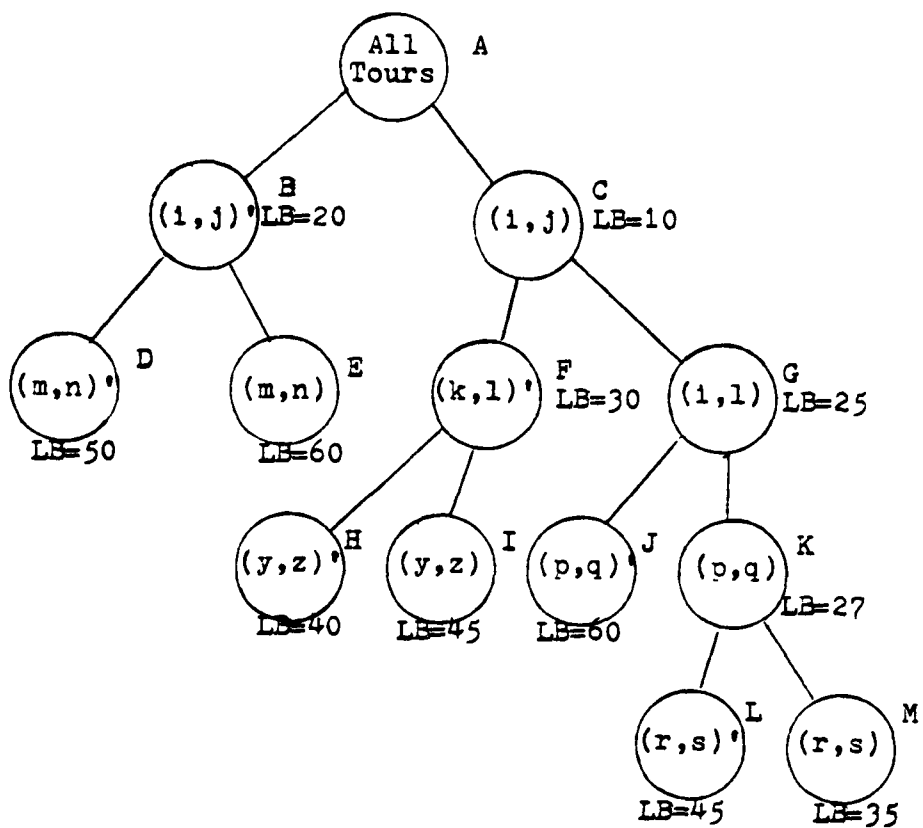 All
Tours
A
(i,j)'
B
LB=20
(i,j)
C
LB=10
(m,n)'
D
LB=50
(m,n)
E
LB=60
(k,l)'
F
LB=30
(i,l)
G
LB=25
(y,z)'
H
LB=40
(y,z)
I
LB=45
(p,q)'
J
LB=60
(p,q)
K
LB=27
(r,s)'
L
LB=45
(r,s)
M
LB=35